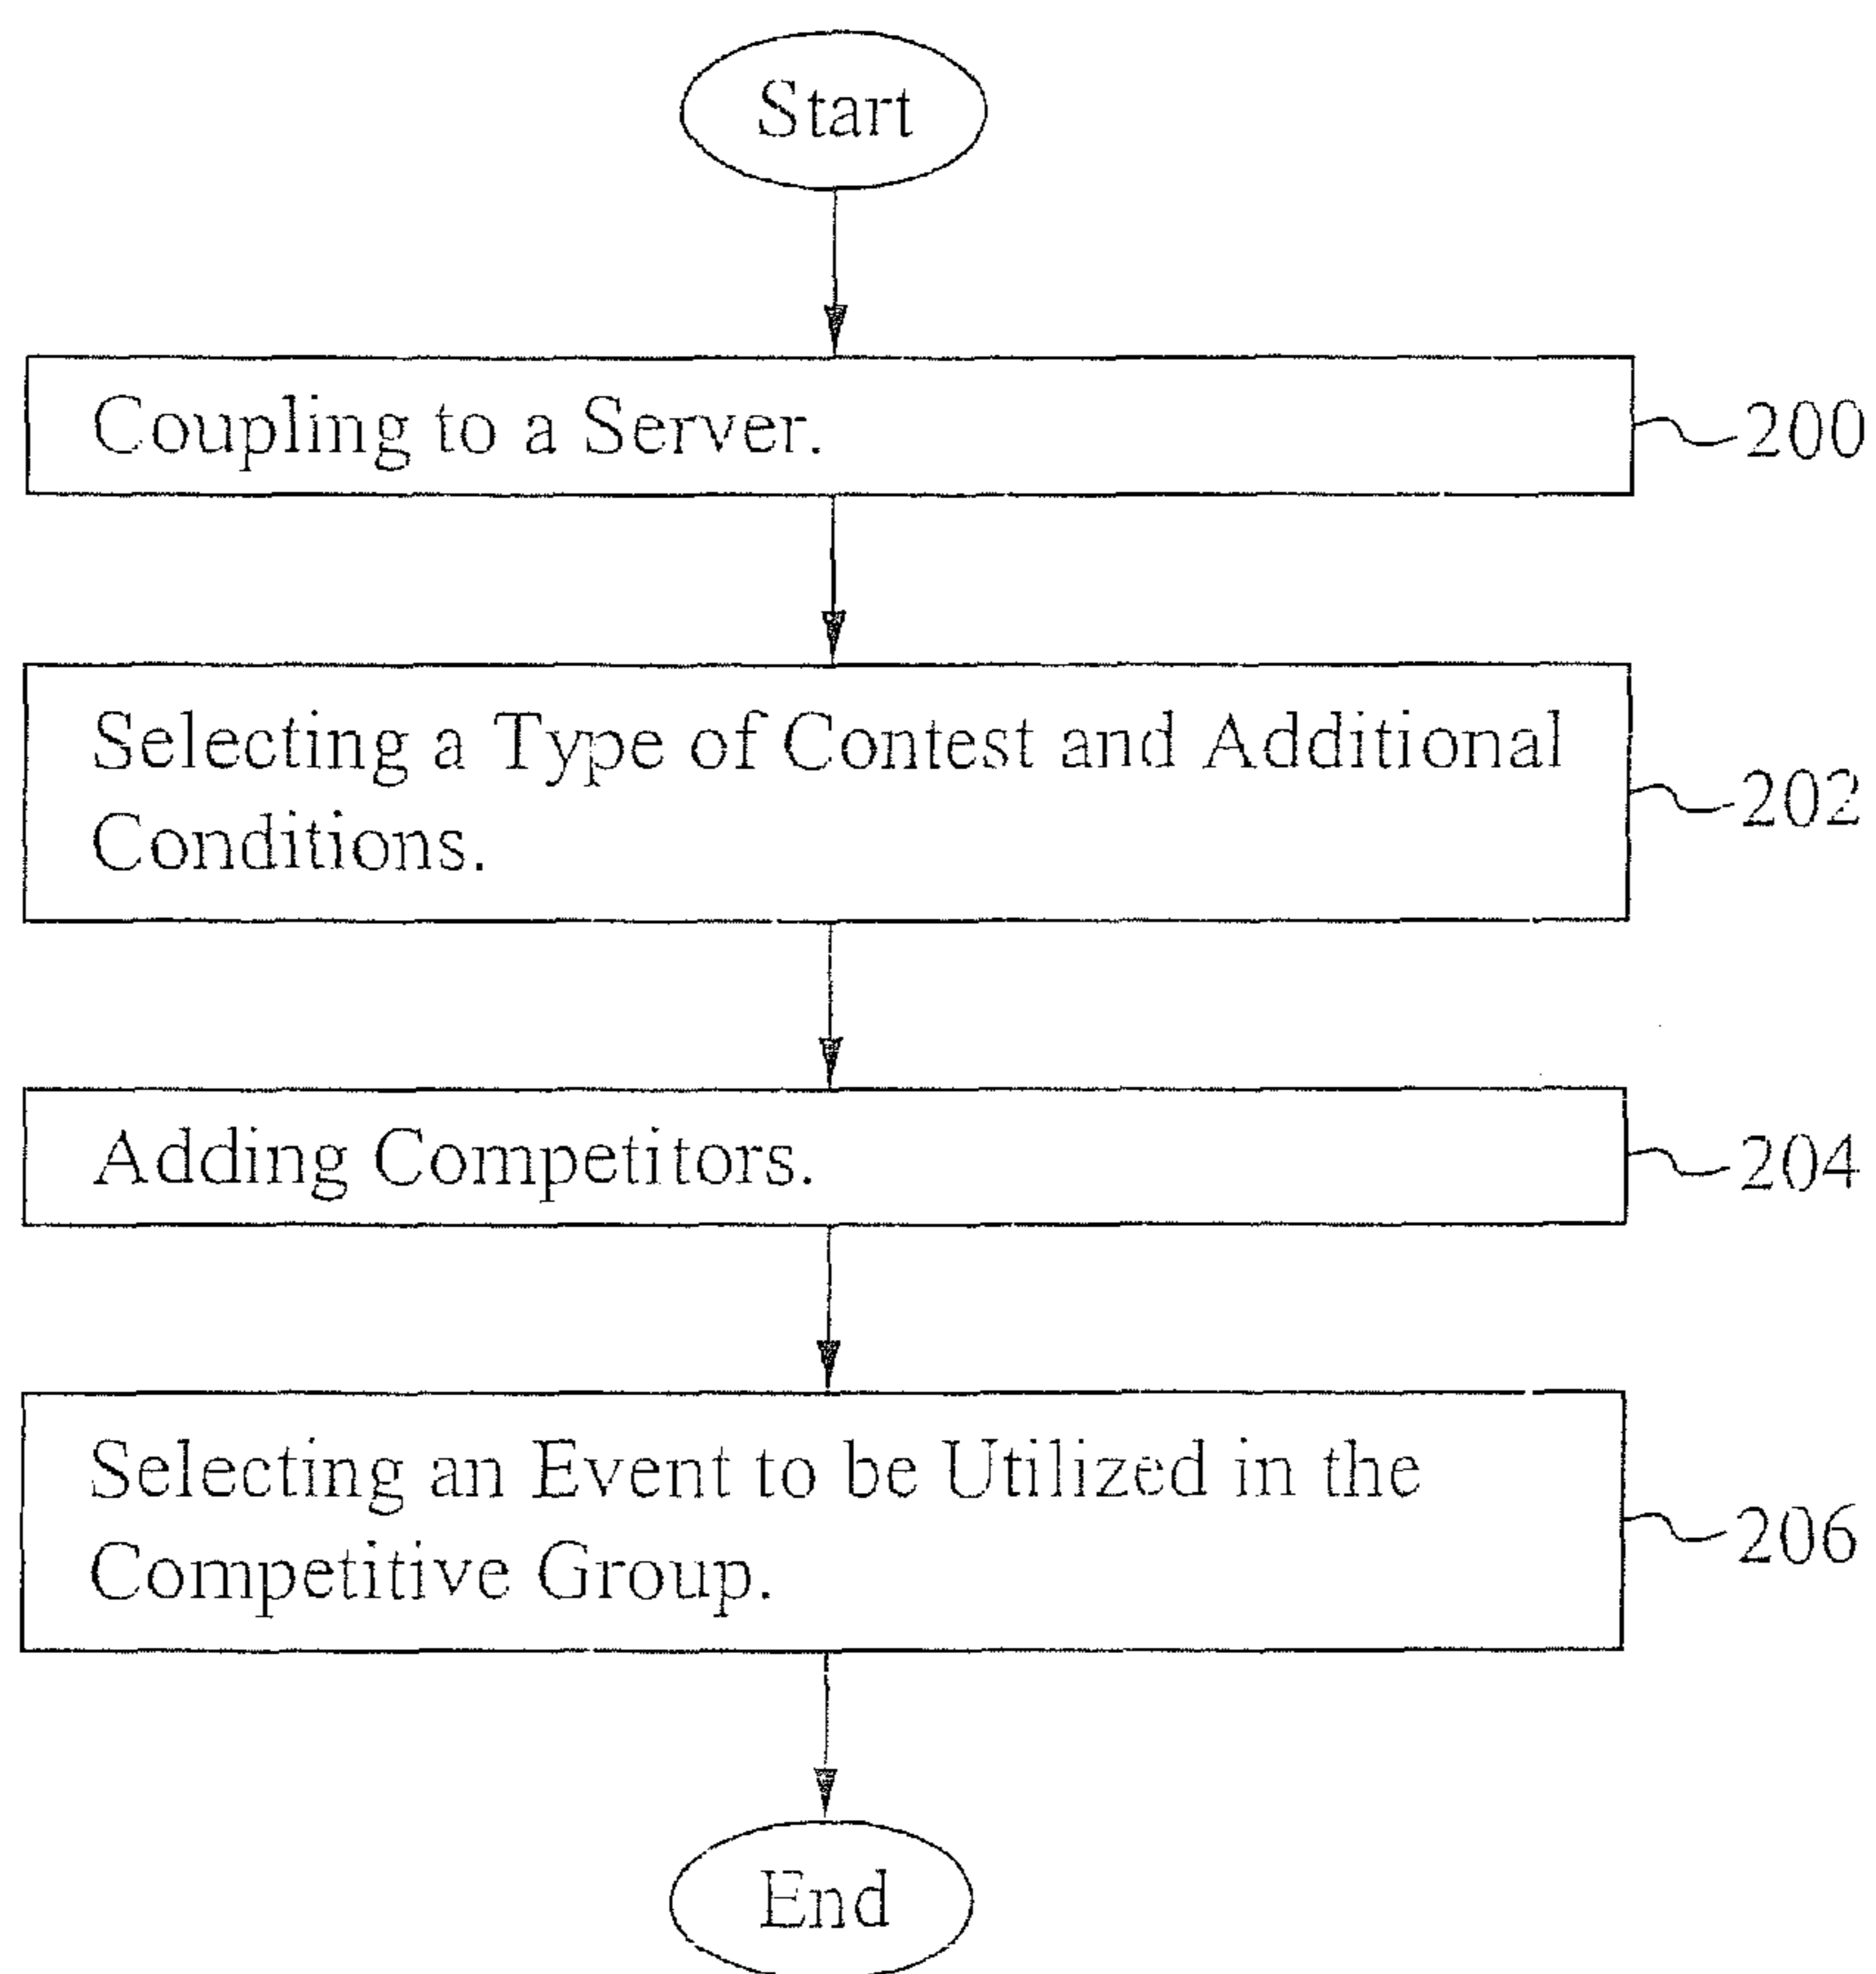 Start
Coupling to a Server.
200
Selecting a Type of Contest and Additional
Conditions.
202
Adding Competitors.
204
Selecting an Event to be Utilized in the
Competitive Group.
206
End